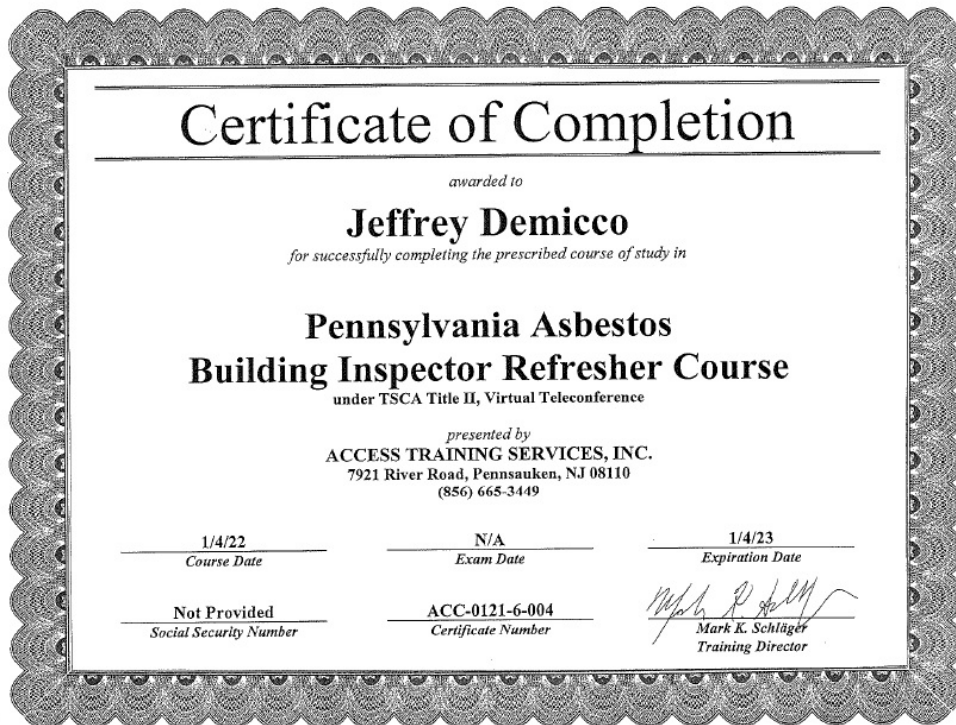 Certificate of Completion
awarded to
Jeffrey Demicco
for successfully completing the prescribed course of study in
Pennsylvania Asbestos
Building Inspector Refresher Course
under TSCA Title II, Virtual Teleconference
presented by
ACCESS TRAINING SERVICES, INC.
7921 River Road, Pennsauken, NJ 08110
(856) 665-3449
1/4/22 N/A 1/4/23
Course Date Exam Date Expiration Date
Not Provided ACC-0121-6-004
Social Security Number Certificate Number Mark K. Schläger
Training Director